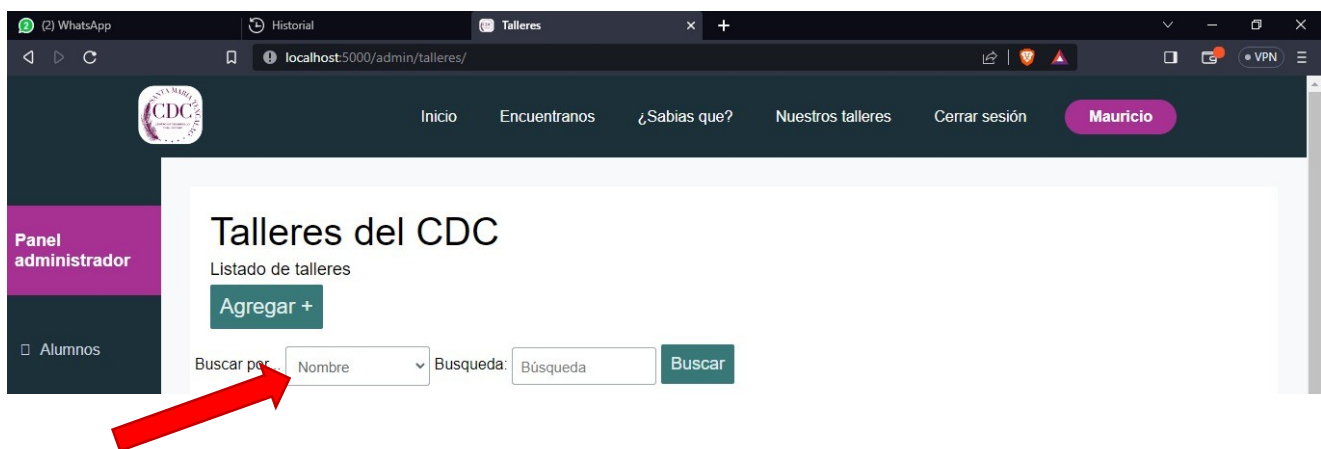 (2) WhatsApp
Historial
Talleres
localhost:5000/admin/talleres/
VPN
CDC
Inicio Encuentranos ¿Sabias que? Nuestros talleres Cerrar sesión Mauricio
Panel
administrador
Talleres del CDC
Listado de talleres
Agregar +
Alumnos
Buscar por... Nombre Busqueda: Búsqueda Buscar